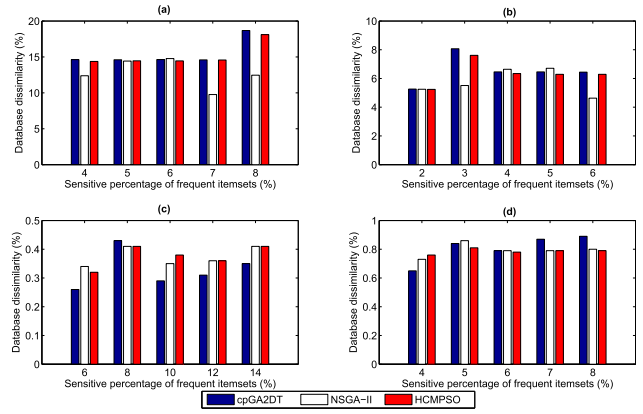 (a)
20
15
10
5
0
Database dissimilarity (%)
4 5 6 7 8
Sensitive percentage of frequent itemsets (%)
(b)
10
8
6
4
2
0
Database dissimilarity (%)
2 3 4 5 6
Sensitive percentage of frequent itemsets (%)
(c)
0.5
0.4
0.3
0.2
0.1
0
Database dissimilarity (%)
6 8 10 12 14
Sensitive percentage of frequent itemsets (%)
(d)
1
0.8
0.6
0.4
0.2
0
Database dissimilarity (%)
4 5 6 7 8
Sensitive percentage of frequent itemsets (%)
cpGA2DT NSGA-II HCMPSO